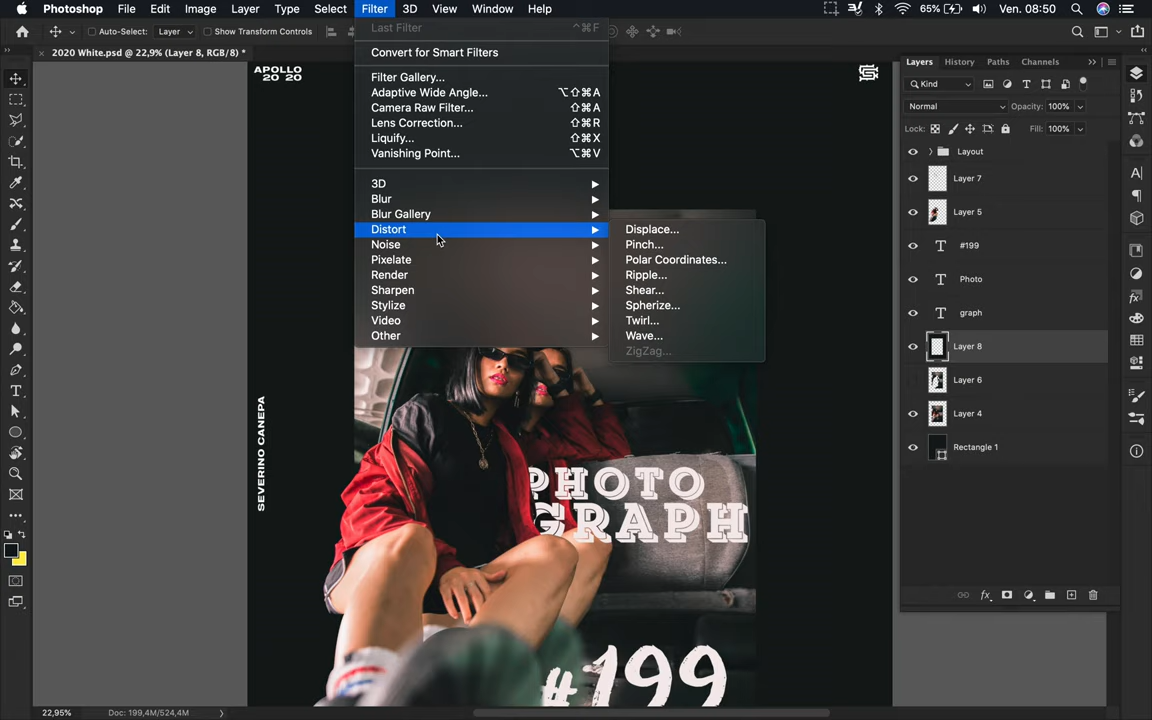 Photoshop File Edit Image Layer Type Select Filter 3D View Window Help 65% Ven. 08:50
Auto-Select: Layer Show Transform Controls
2020 White.psd @ 22,9% (Layer 8, RGB/8) *
Last Filter ^⌘F
Convert for Smart Filters
Filter Gallery...
Adaptive Wide Angle... ⌥⇧⌘A
Camera Raw Filter... ⇧⌘A
Lens Correction... ⇧⌘R
Liquify... ⇧⌘X
Vanishing Point... ⌥⌘V
3D
Blur
Blur Gallery
Distort
Noise
Pixelate
Render
Sharpen
Stylize
Video
Other
Displace...
Pinch...
Polar Coordinates...
Ripple...
Shear...
Spherize...
Twirl...
Wave...
ZigZag...
APOLLO
20 20
SEVERINO CANEPA
PHOTO
GRAPH
#199
Layers History Paths Channels
Kind
Normal Opacity: 100%
Lock: Fill: 100%
Layout
Layer 7
Layer 5
#199
Photo
graph
Layer 8
Layer 6
Layer 4
Rectangle 1
fx
22,95% Doc: 199,4M/524,4M